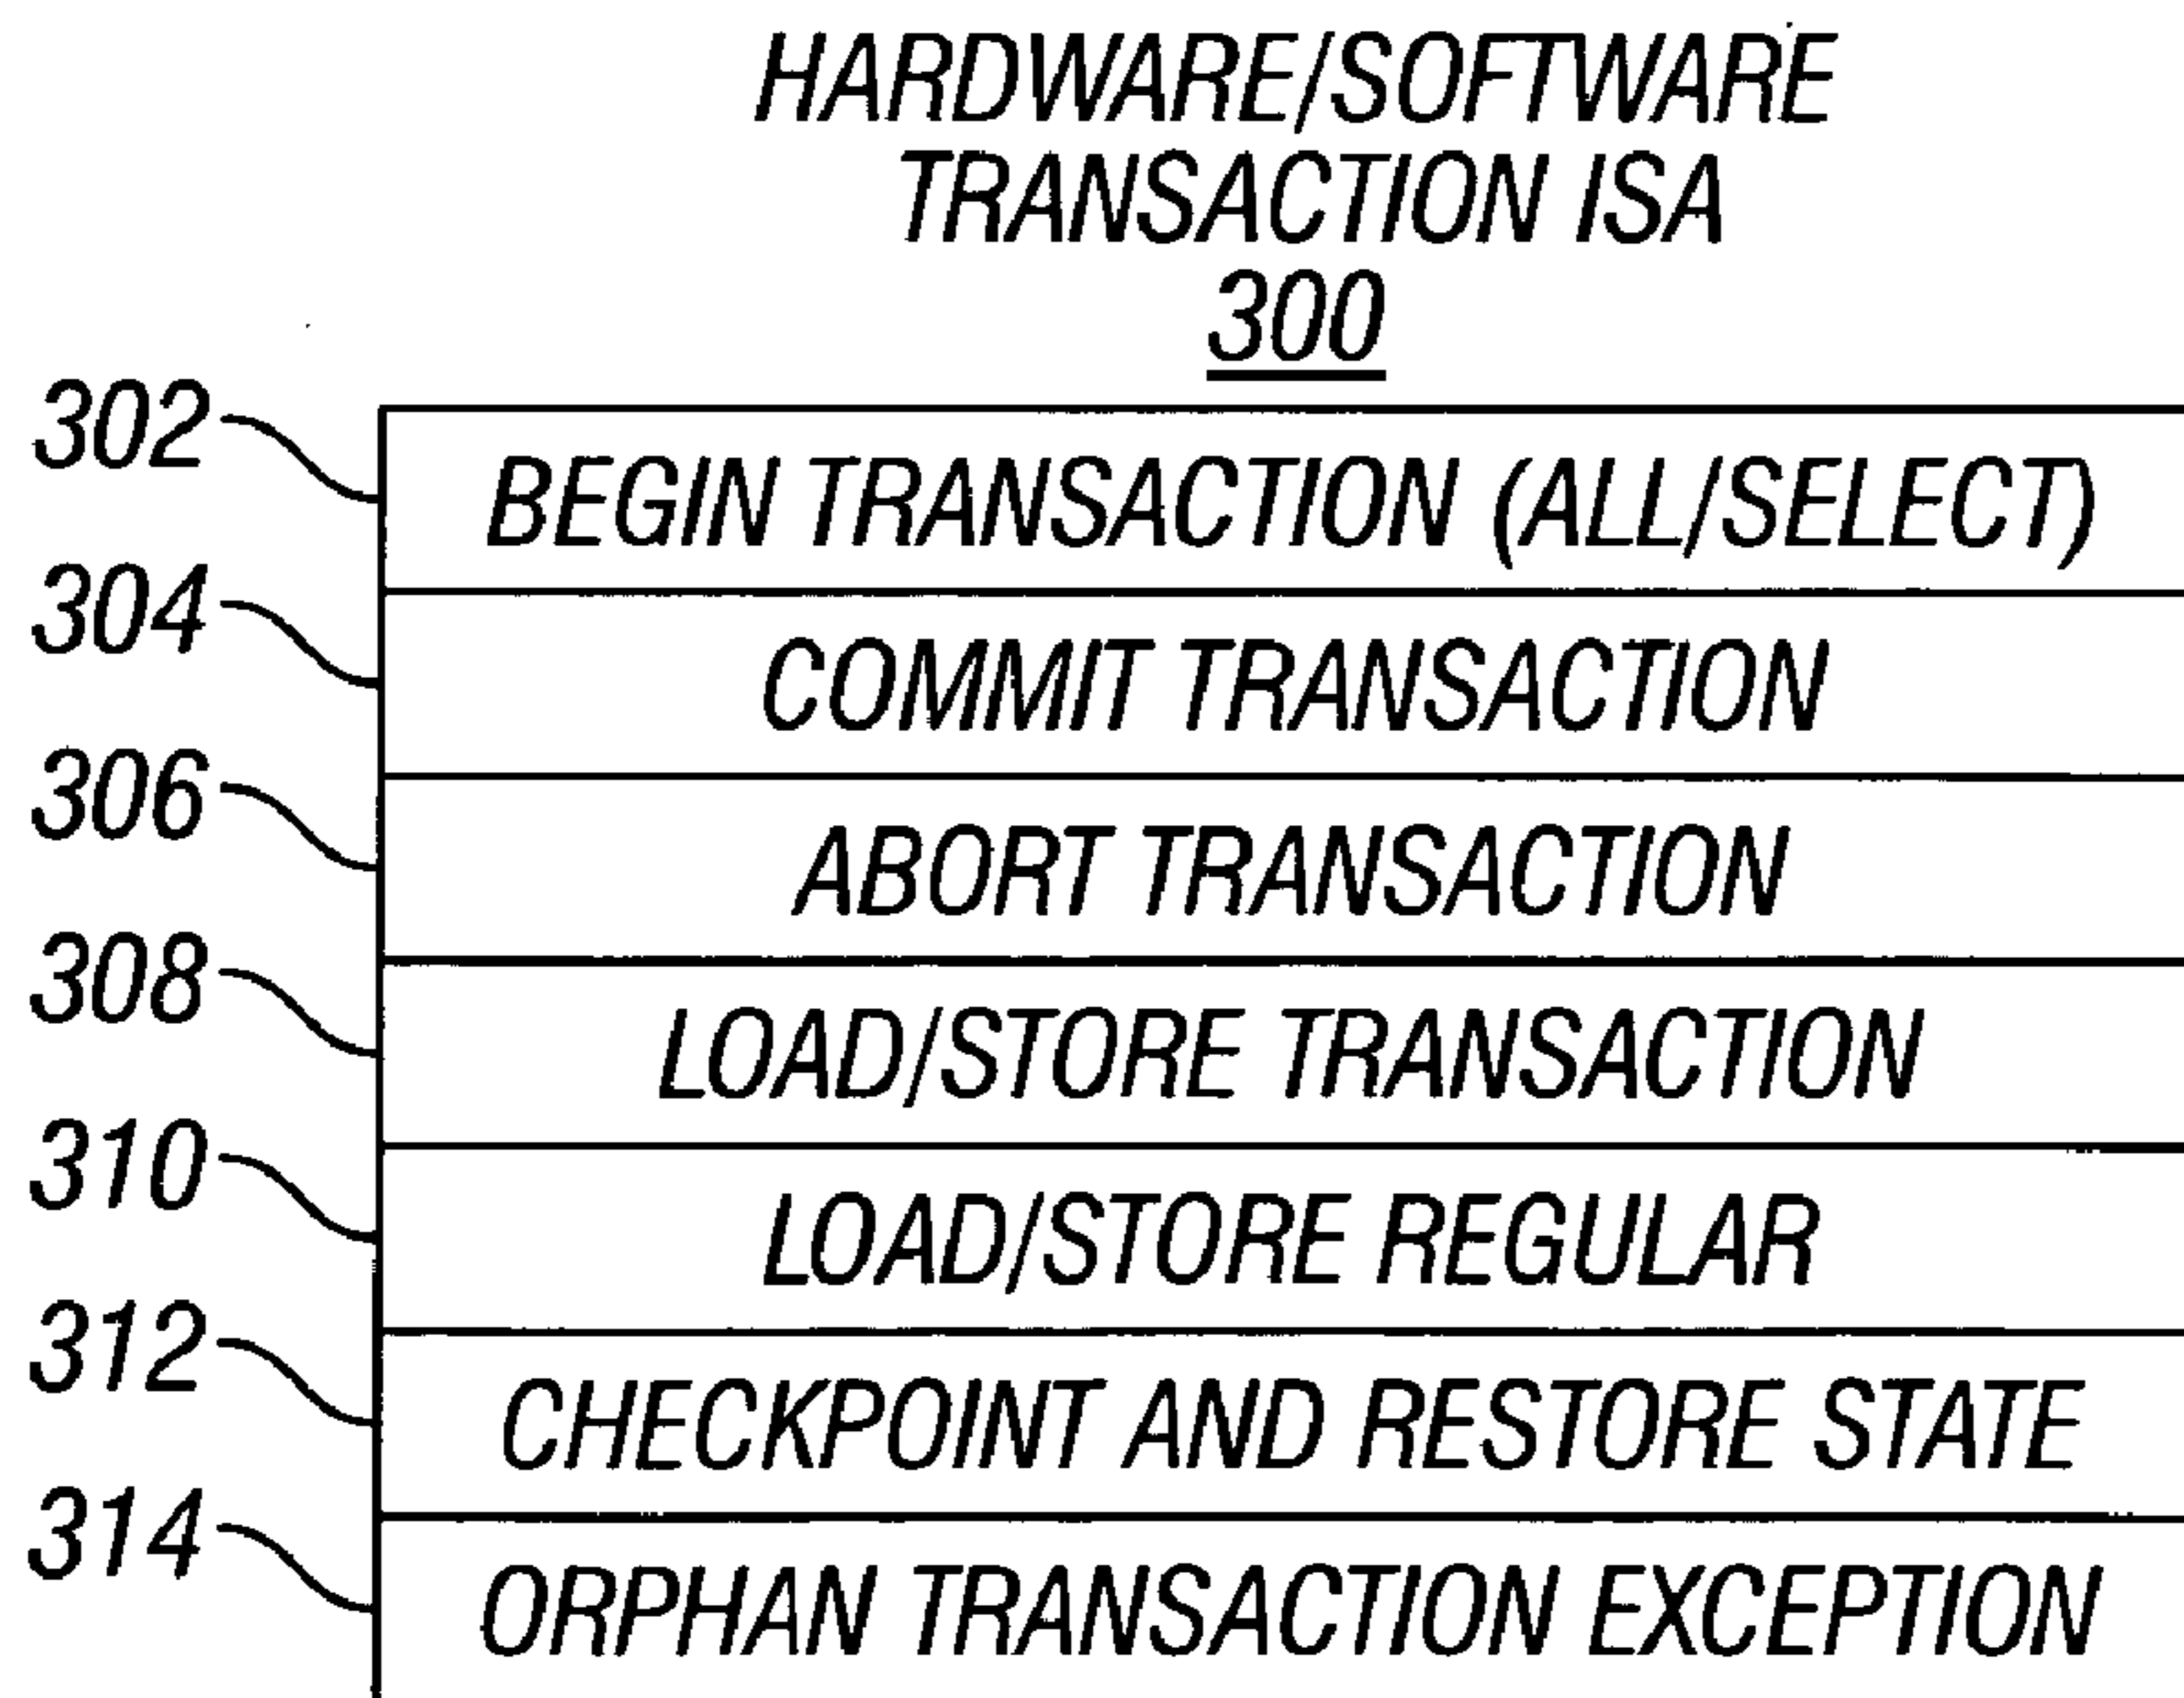 HARDWARE/SOFTWARE
TRANSACTION ISA
300
302 BEGIN TRANSACTION (ALL/SELECT)
304 COMMIT TRANSACTION
306 ABORT TRANSACTION
308 LOAD/STORE TRANSACTION
310 LOAD/STORE REGULAR
312 CHECKPOINT AND RESTORE STATE
314 ORPHAN TRANSACTION EXCEPTION